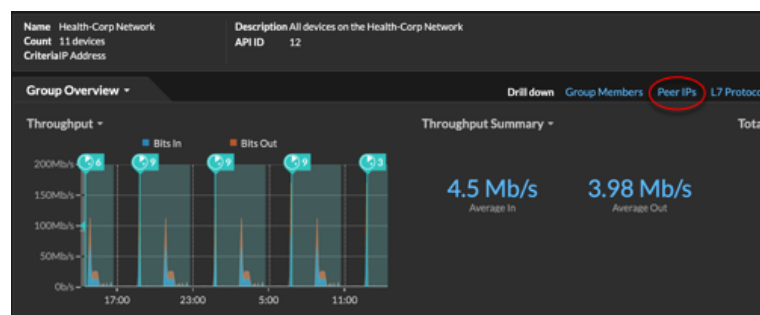 Name Health-Corp Network
Count 11 devices
CriteriaIP Address
Description All devices on the Health-Corp Network
API ID 12
Group Overview
Drill down Group Members Peer IPs L7 Protoco
Throughput
Bits In Bits Out
200Mb/s
150Mb/s
100Mb/s
50Mb/s
0b/s
6 9 9 9 3
17:00 23:00 5:00 11:00
Throughput Summary
4.5 Mb/s 3.98 Mb/s
Average In Average Out
Tota